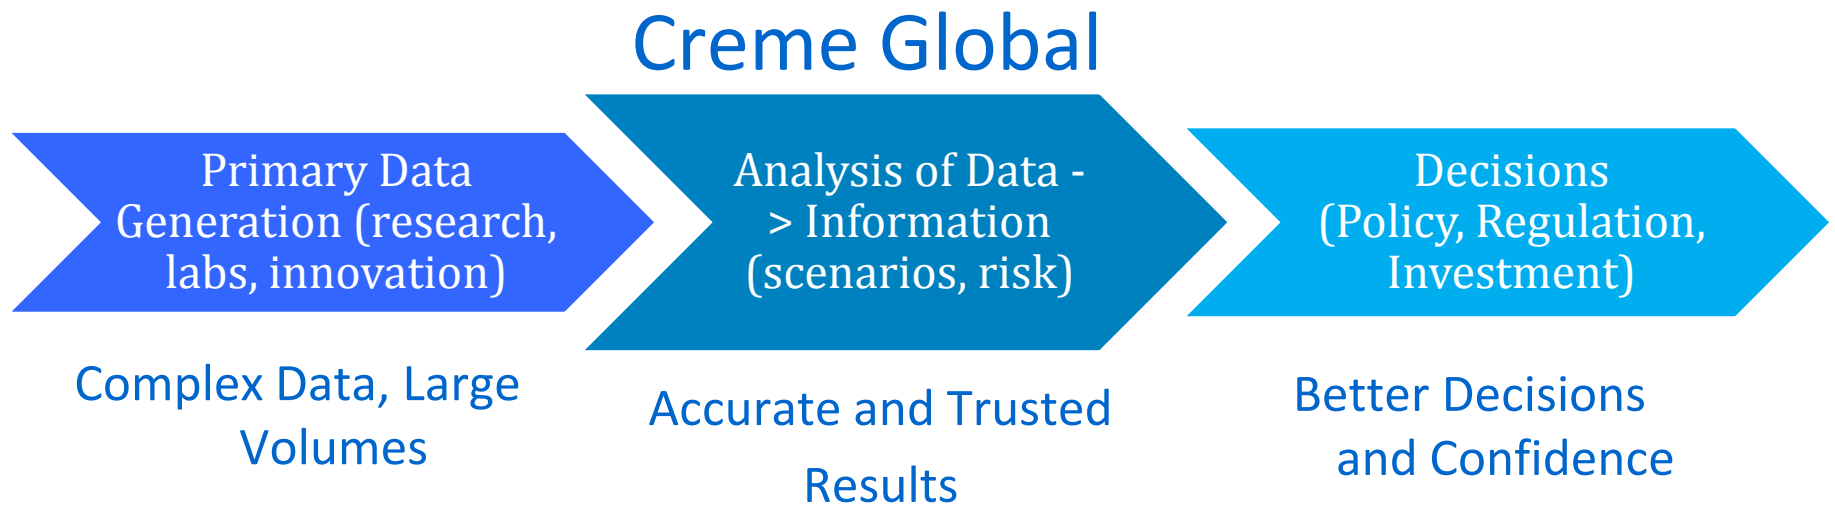 Creme Global
Primary Data
Generation (research,
labs, innovation)
Analysis of Data -
> Information
(scenarios, risk)
Decisions
(Policy, Regulation,
Investment)
Complex Data, Large
Volumes
Accurate and Trusted
Results
Better Decisions
and Confidence